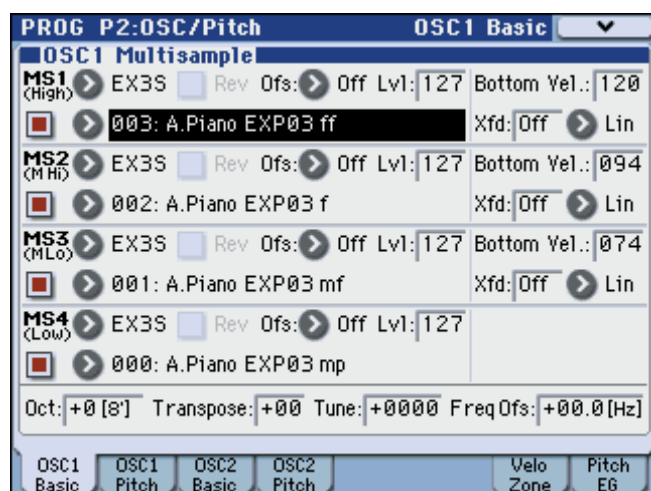 PROG P2:OSC/Pitch OSC1 Basic
OSC1 Multisample
MS1 EX3S Rev Ofs: Off Lvl: 127 Bottom Vel.: 120
(High)
003: A.Piano EXP03 ff Xfd: Off Lin
MS2 EX3S Rev Ofs: Off Lvl: 127 Bottom Vel.: 094
(M Hi)
002: A.Piano EXP03 f Xfd: Off Lin
MS3 EX3S Rev Ofs: Off Lvl: 127 Bottom Vel.: 074
(MLo)
001: A.Piano EXP03 mf Xfd: Off Lin
MS4 EX3S Rev Ofs: Off Lvl: 127
(Low)
000: A.Piano EXP03 mp
Oct: +0 [8'] Transpose: +00 Tune: +0000 Freq Ofs: +00.0[Hz]
OSC1 Basic
OSC1 Pitch
OSC2 Basic
OSC2 Pitch
Velo Zone
Pitch EG